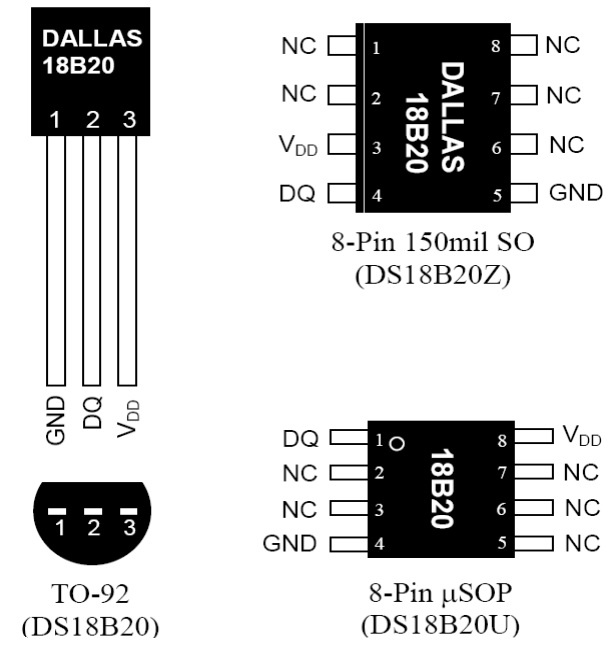 DALLAS
18B20
1 2 3
GND DQ VDD
1 2 3
TO-92
(DS18B20)
NC 1 8 NC
NC 2 7 NC
VDD 3 6 NC
DQ 4 5 GND
DALLAS
18B20
8-Pin 150mil SO
(DS18B20Z)
DQ 1 8 VDD
NC 2 7 NC
NC 3 6 NC
GND 4 5 NC
18B20
8-Pin µSOP
(DS18B20U)